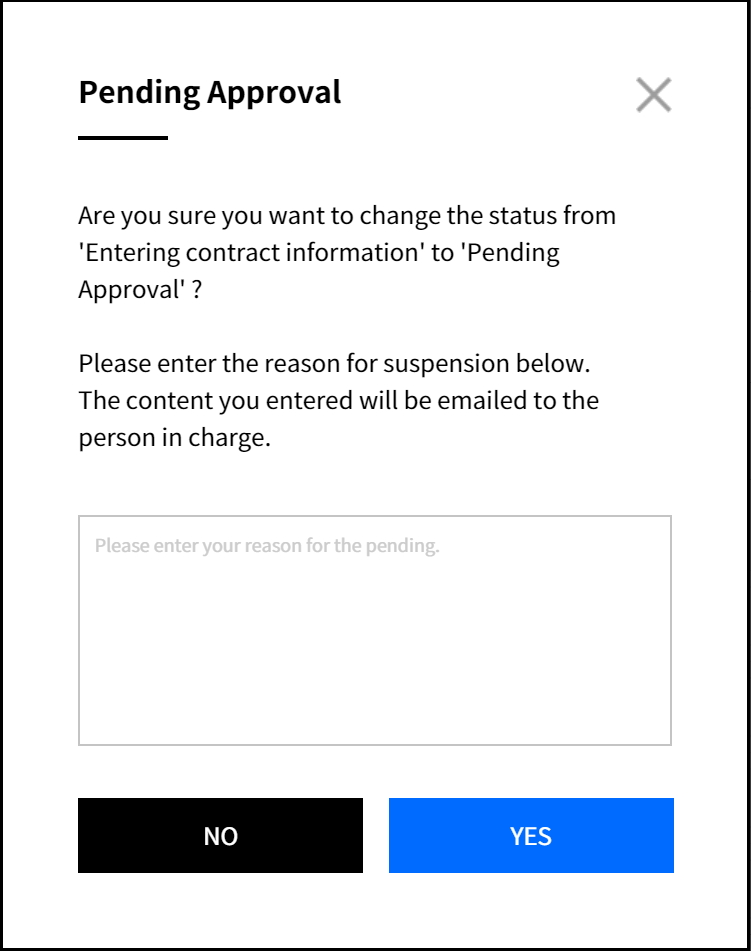 Pending Approval
Are you sure you want to change the status from
'Entering contract information' to 'Pending
Approval' ?
Please enter the reason for suspension below.
The content you entered will be emailed to the
person in charge.
Please enter your reason for the pending.
NO
YES